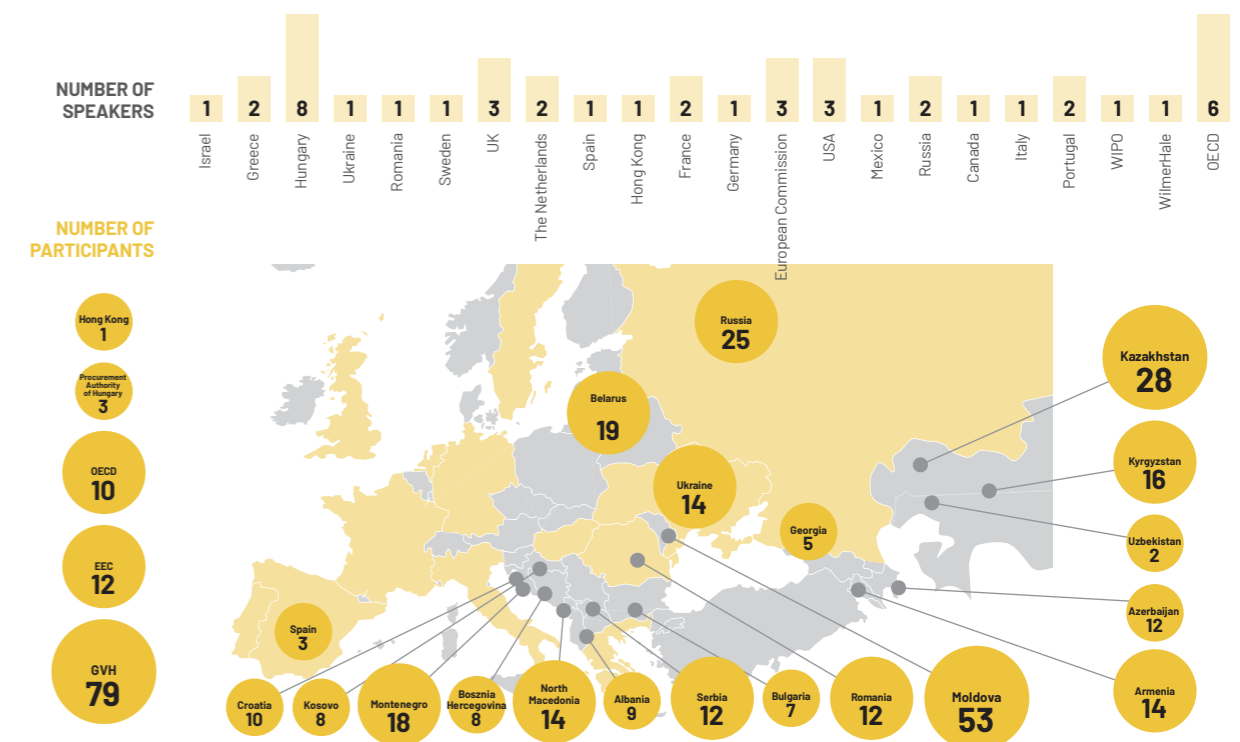 NUMBER OF
SPEAKERS
1
2
8
1
1
1
3
2
1
1
2
1
3
3
1
2
1
1
2
1
1
6
Israel
Greece
Hungary
Ukraine
Romania
Sweden
UK
The Netherlands
Spain
Hong Kong
France
Germany
European Commission
USA
Mexico
Russia
Canada
Italy
Portugal
WIPO
WilmerHale
OECD
NUMBER OF
PARTICIPANTS
Hong Kong
1
Procurement
Authority
of Hungary
3
OECD
10
EEC
12
GVH
79
Russia
25
Belarus
19
Ukraine
14
Georgia
5
Spain
3
Kazakhstan
28
Kyrgyzstan
16
Uzbekistan
2
Azerbaijan
12
Armenia
14
Croatia
10
Kosovo
8
Montenegro
18
Bosznia
Hercegovina
8
North
Macedonia
14
Albania
9
Serbia
12
Bulgaria
7
Romania
12
Moldova
53